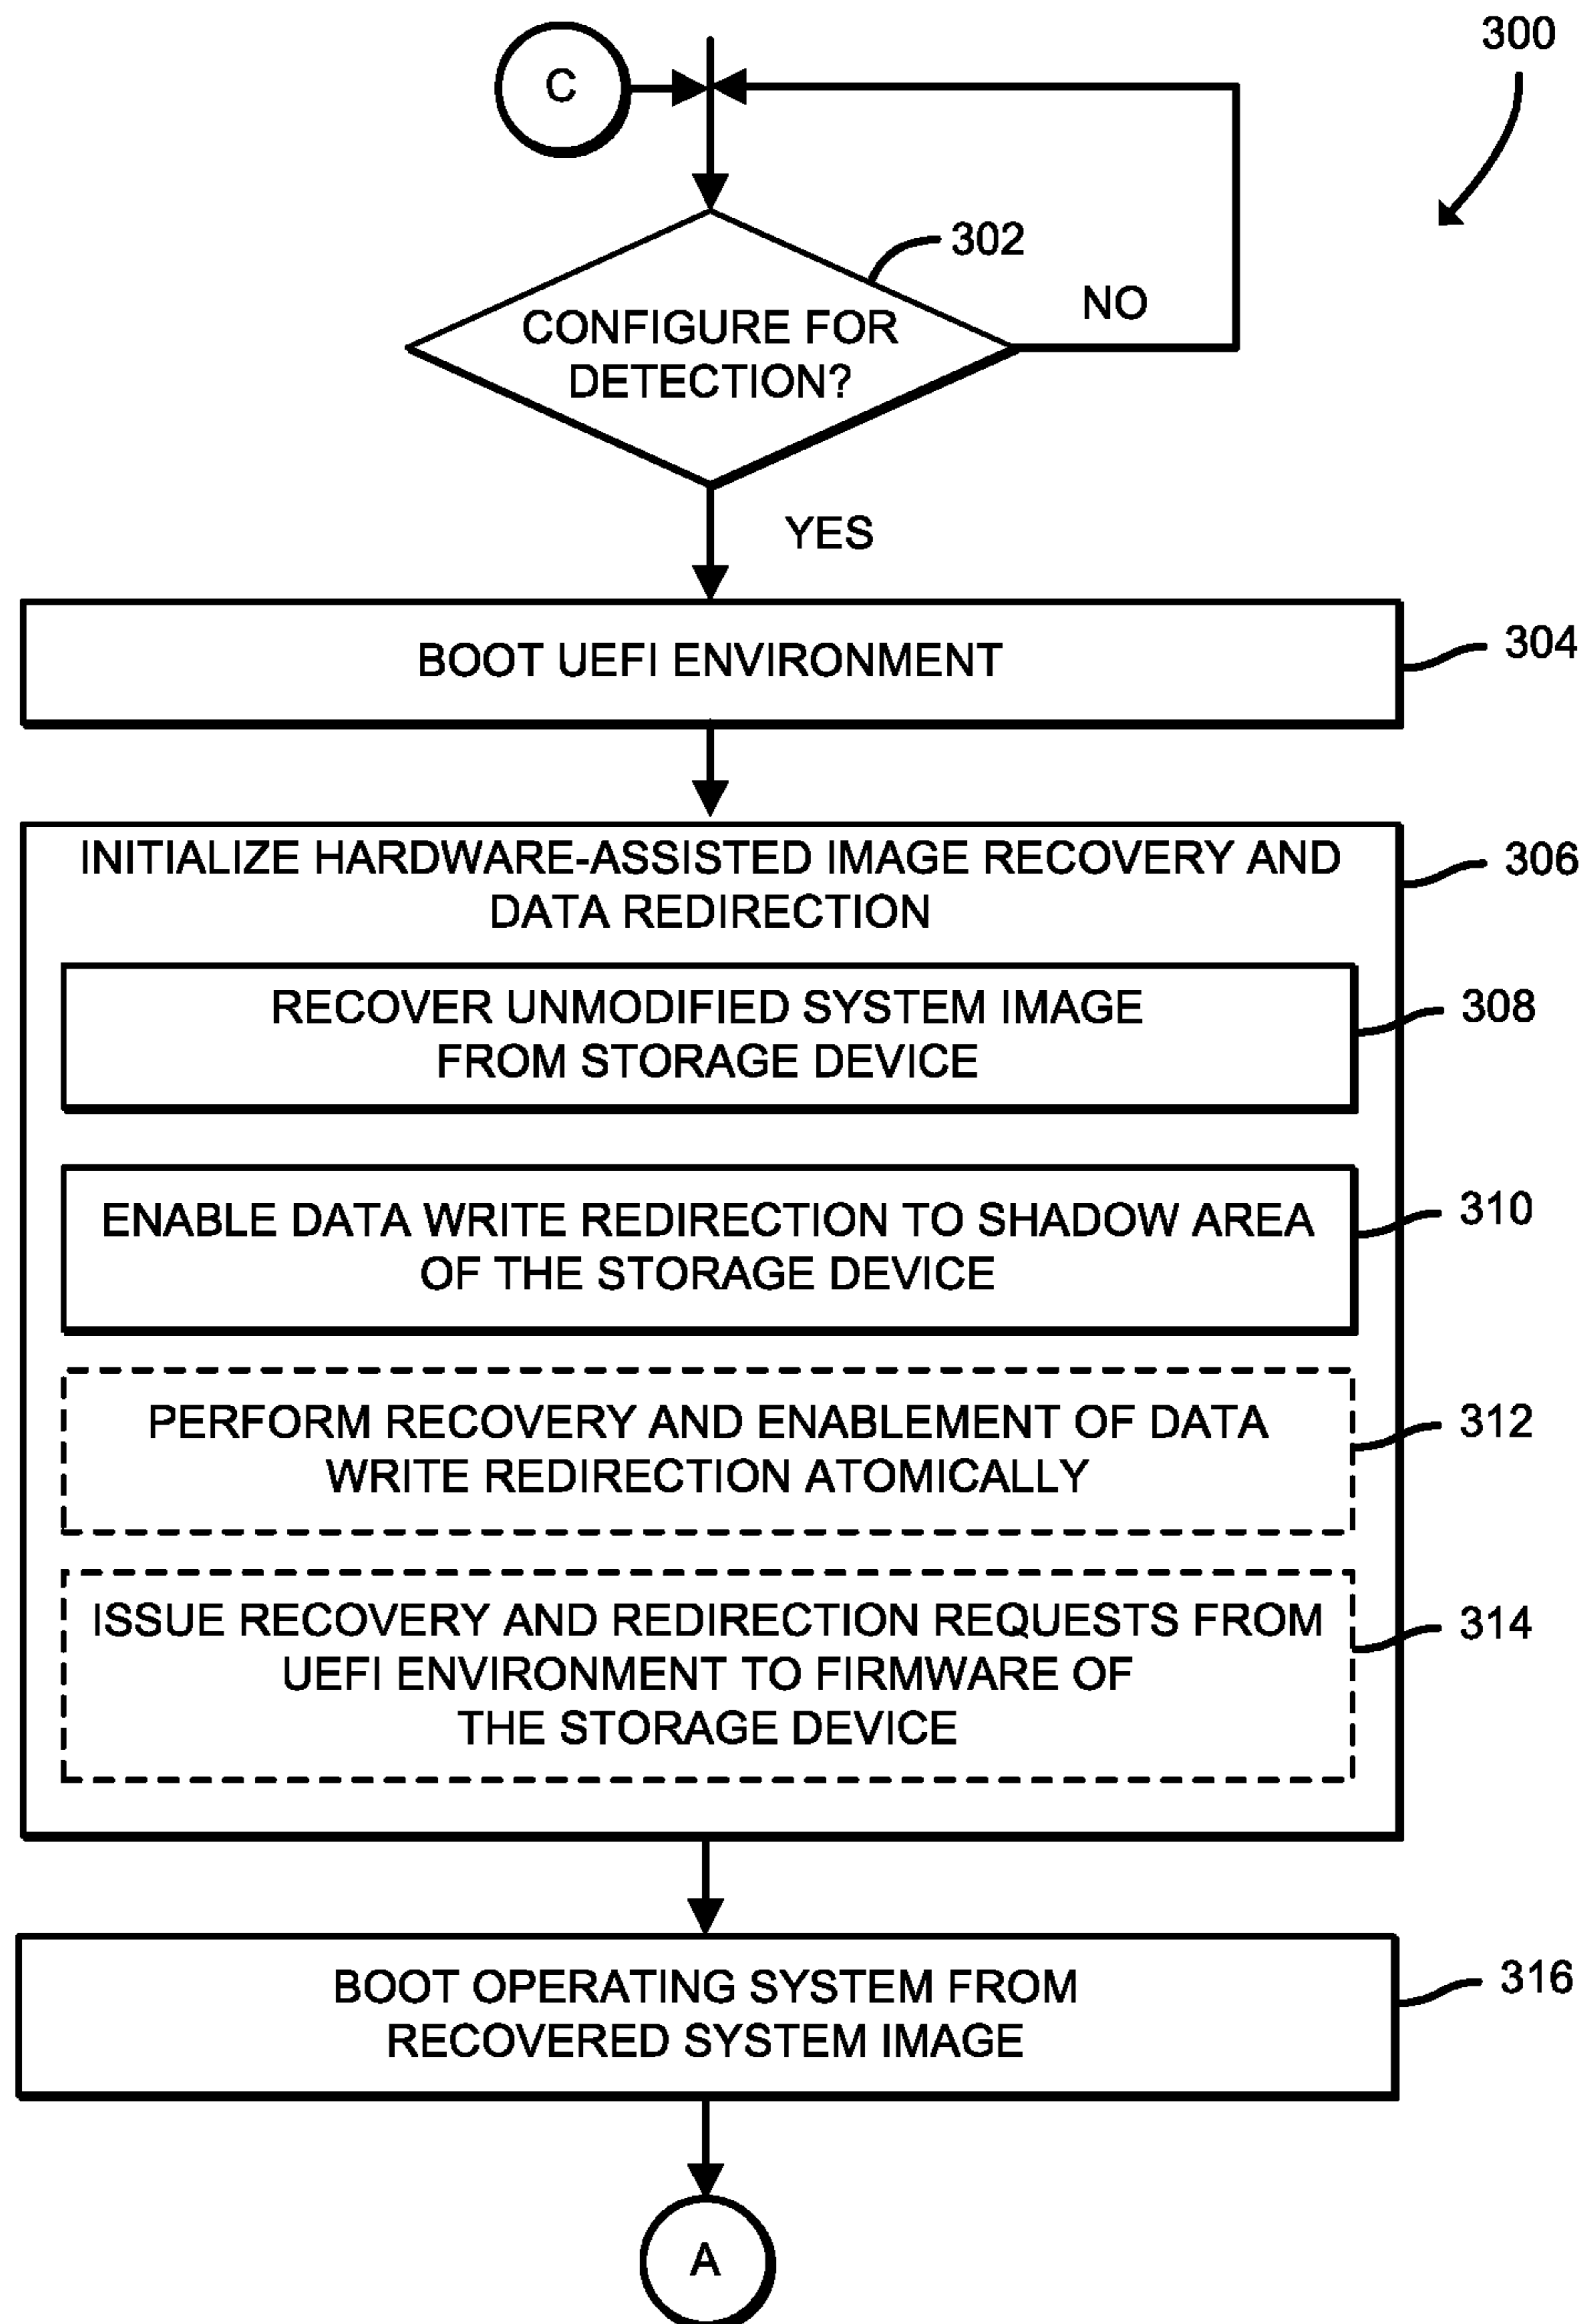 300
C
302
CONFIGURE FOR
DETECTION?
NO
YES
BOOT UEFI ENVIRONMENT
304
INITIALIZE HARDWARE-ASSISTED IMAGE RECOVERY AND
DATA REDIRECTION
306
RECOVER UNMODIFIED SYSTEM IMAGE
FROM STORAGE DEVICE
308
ENABLE DATA WRITE REDIRECTION TO SHADOW AREA
OF THE STORAGE DEVICE
310
PERFORM RECOVERY AND ENABLEMENT OF DATA
WRITE REDIRECTION ATOMICALLY
312
ISSUE RECOVERY AND REDIRECTION REQUESTS FROM
UEFI ENVIRONMENT TO FIRMWARE OF
THE STORAGE DEVICE
314
BOOT OPERATING SYSTEM FROM
RECOVERED SYSTEM IMAGE
316
A